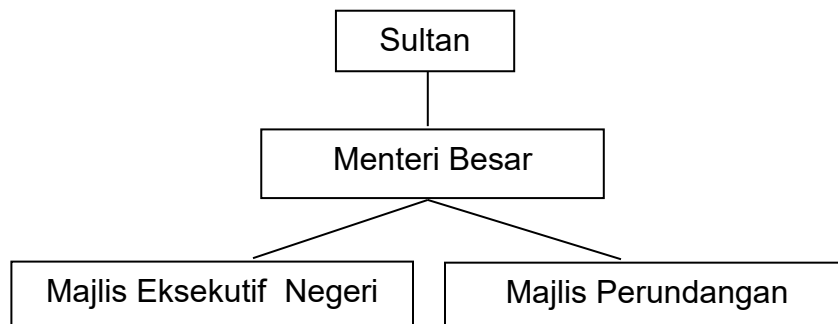 Sultan
Menteri Besar
Majlis Eksekutif Negeri
Majlis Perundangan